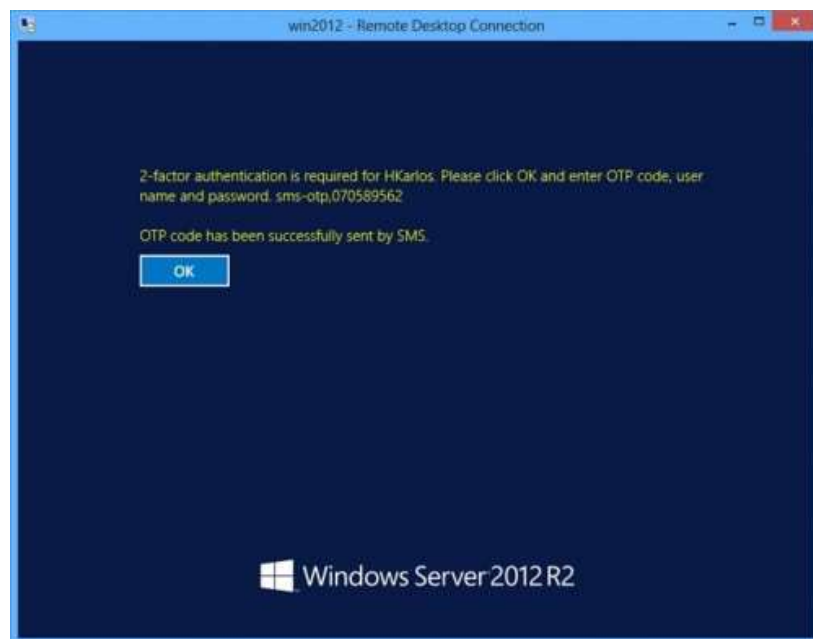 win2012 - Remote Desktop Connection
2-factor authentication is required for HKarlos. Please click OK and enter OTP code, user
name and password. sms-otp,070589562
OTP code has been successfully sent by SMS.
OK
Windows Server 2012 R2